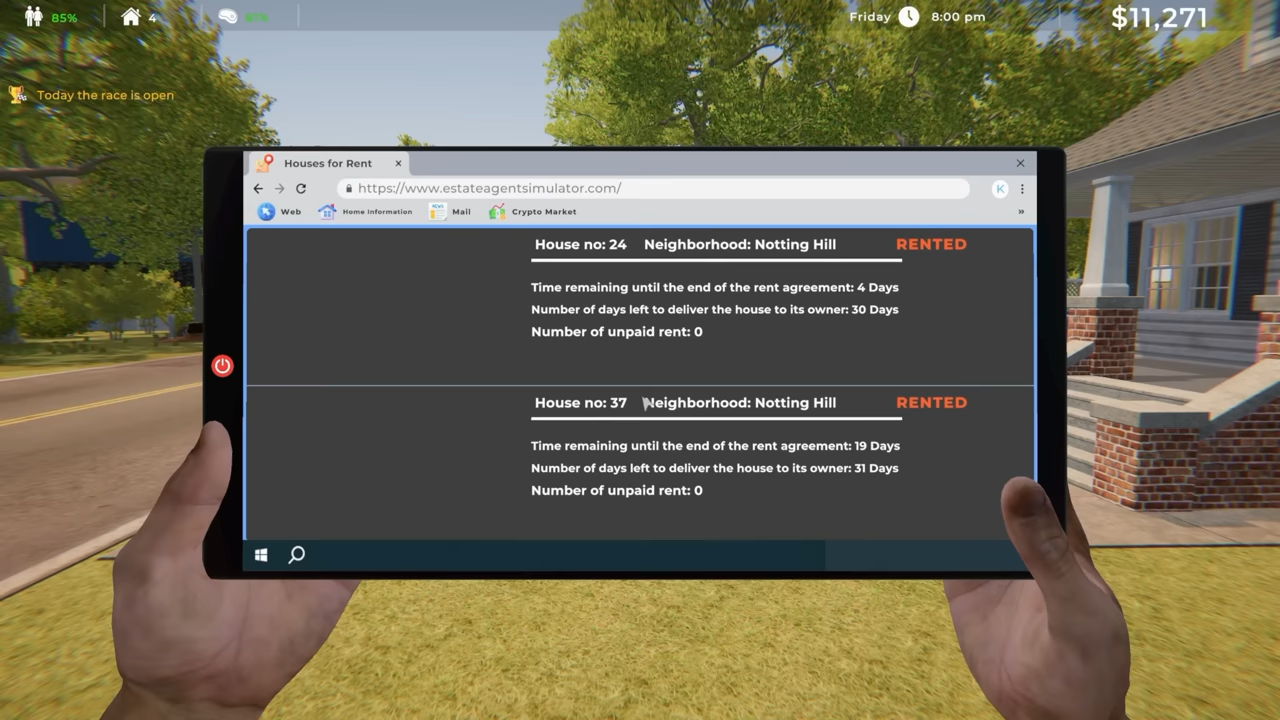 85%
4
Friday
8:00 pm
$11,271
Today the race is open
Houses for Rent
https://www.estateagentsimulator.com/
K
Web
Home Information
NEWS
Mail
Crypto Market
House no: 24 Neighborhood: Notting Hill RENTED
Time remaining until the end of the rent agreement: 4 Days
Number of days left to deliver the house to its owner: 30 Days
Number of unpaid rent: 0
House no: 37 Neighborhood: Notting Hill RENTED
Time remaining until the end of the rent agreement: 19 Days
Number of days left to deliver the house to its owner: 31 Days
Number of unpaid rent: 0